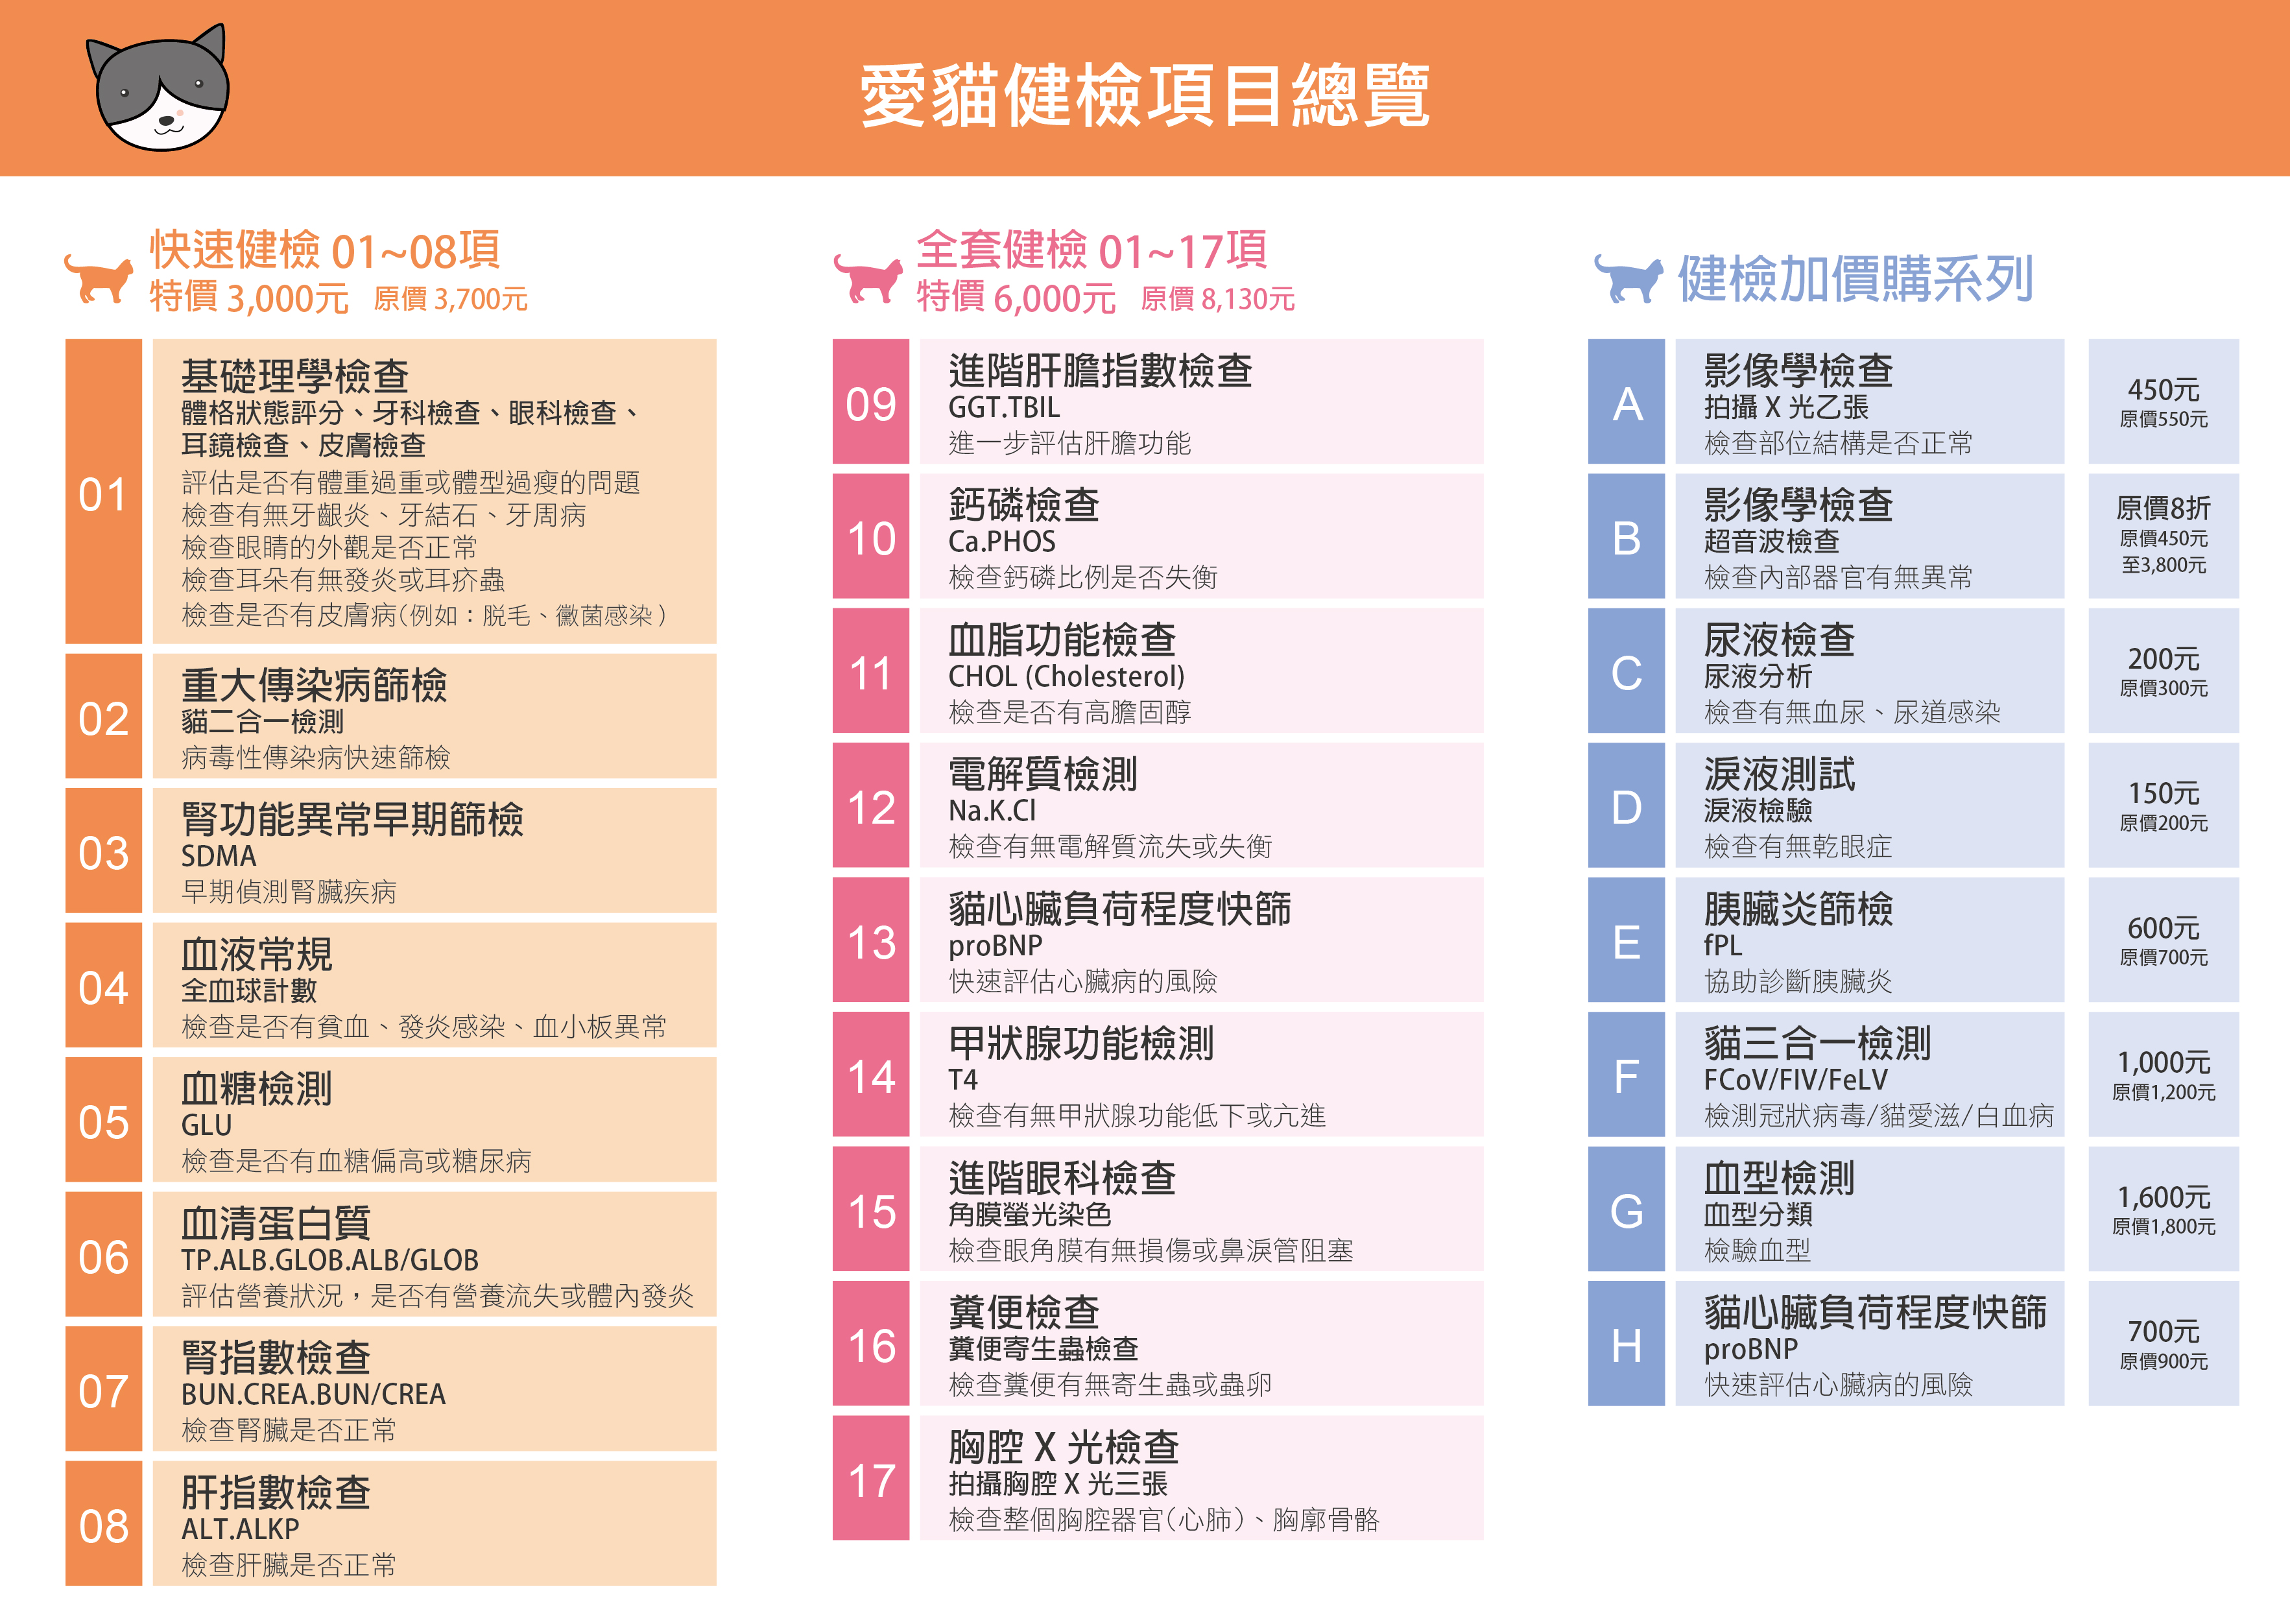 愛貓健檢項目總覽
快速健檢 01~08項
特價 3,000元 原價 3,700元
01
基礎理學檢查
體格狀態評分、牙科檢查、眼科檢查、
耳鏡檢查、皮膚檢查
評估是否有體重過重或體型過瘦的問題
檢查有無牙齦炎、牙結石、牙周病
檢查眼睛的外觀是否正常
檢查耳朵有無發炎或耳疥蟲
檢查是否有皮膚病(例如：脫毛、黴菌感染)
02
重大傳染病篩檢
貓二合一檢測
病毒性傳染病快速篩檢
03
腎功能異常早期篩檢
SDMA
早期偵測腎臟疾病
04
血液常規
全血球計數
檢查是否有貧血、發炎感染、血小板異常
05
血糖檢測
GLU
檢查是否有血糖偏高或糖尿病
06
血清蛋白質
TP.ALB.GLOB.ALB/GLOB
評估營養狀況，是否有營養流失或體內發炎
07
腎指數檢查
BUN.CREA.BUN/CREA
檢查腎臟是否正常
08
肝指數檢查
ALT.ALKP
檢查肝臟是否正常
全套健檢 01~17項
特價 6,000元 原價 8,130元
09
進階肝膽指數檢查
GGT.TBIL
進一步評估肝膽功能
10
鈣磷檢查
Ca.PHOS
檢查鈣磷比例是否失衡
11
血脂功能檢查
CHOL (Cholesterol)
檢查是否有高膽固醇
12
電解質檢測
Na.K.Cl
檢查有無電解質流失或失衡
13
貓心臟負荷程度快篩
proBNP
快速評估心臟病的風險
14
甲狀腺功能檢測
T4
檢查有無甲狀腺功能低下或亢進
15
進階眼科檢查
角膜螢光染色
檢查眼角膜有無損傷或鼻淚管阻塞
16
糞便檢查
糞便寄生蟲檢查
檢查糞便有無寄生蟲或蟲卵
17
胸腔 X 光檢查
拍攝胸腔 X 光三張
檢查整個胸腔器官(心肺)、胸廓骨骼
健檢加價購系列
A
影像學檢查
拍攝 X 光乙張
檢查部位結構是否正常
450元
原價550元
B
影像學檢查
超音波檢查
檢查內部器官有無異常
原價8折
原價450元
至3,800元
C
尿液檢查
尿液分析
檢查有無血尿、尿道感染
200元
原價300元
D
淚液測試
淚液檢驗
檢查有無乾眼症
150元
原價200元
E
胰臟炎篩檢
fPL
協助診斷胰臟炎
600元
原價700元
F
貓三合一檢測
FCoV/FIV/FeLV
檢測冠狀病毒/貓愛滋/白血病
1,000元
原價1,200元
G
血型檢測
血型分類
檢驗血型
1,600元
原價1,800元
H
貓心臟負荷程度快篩
proBNP
快速評估心臟病的風險
700元
原價900元